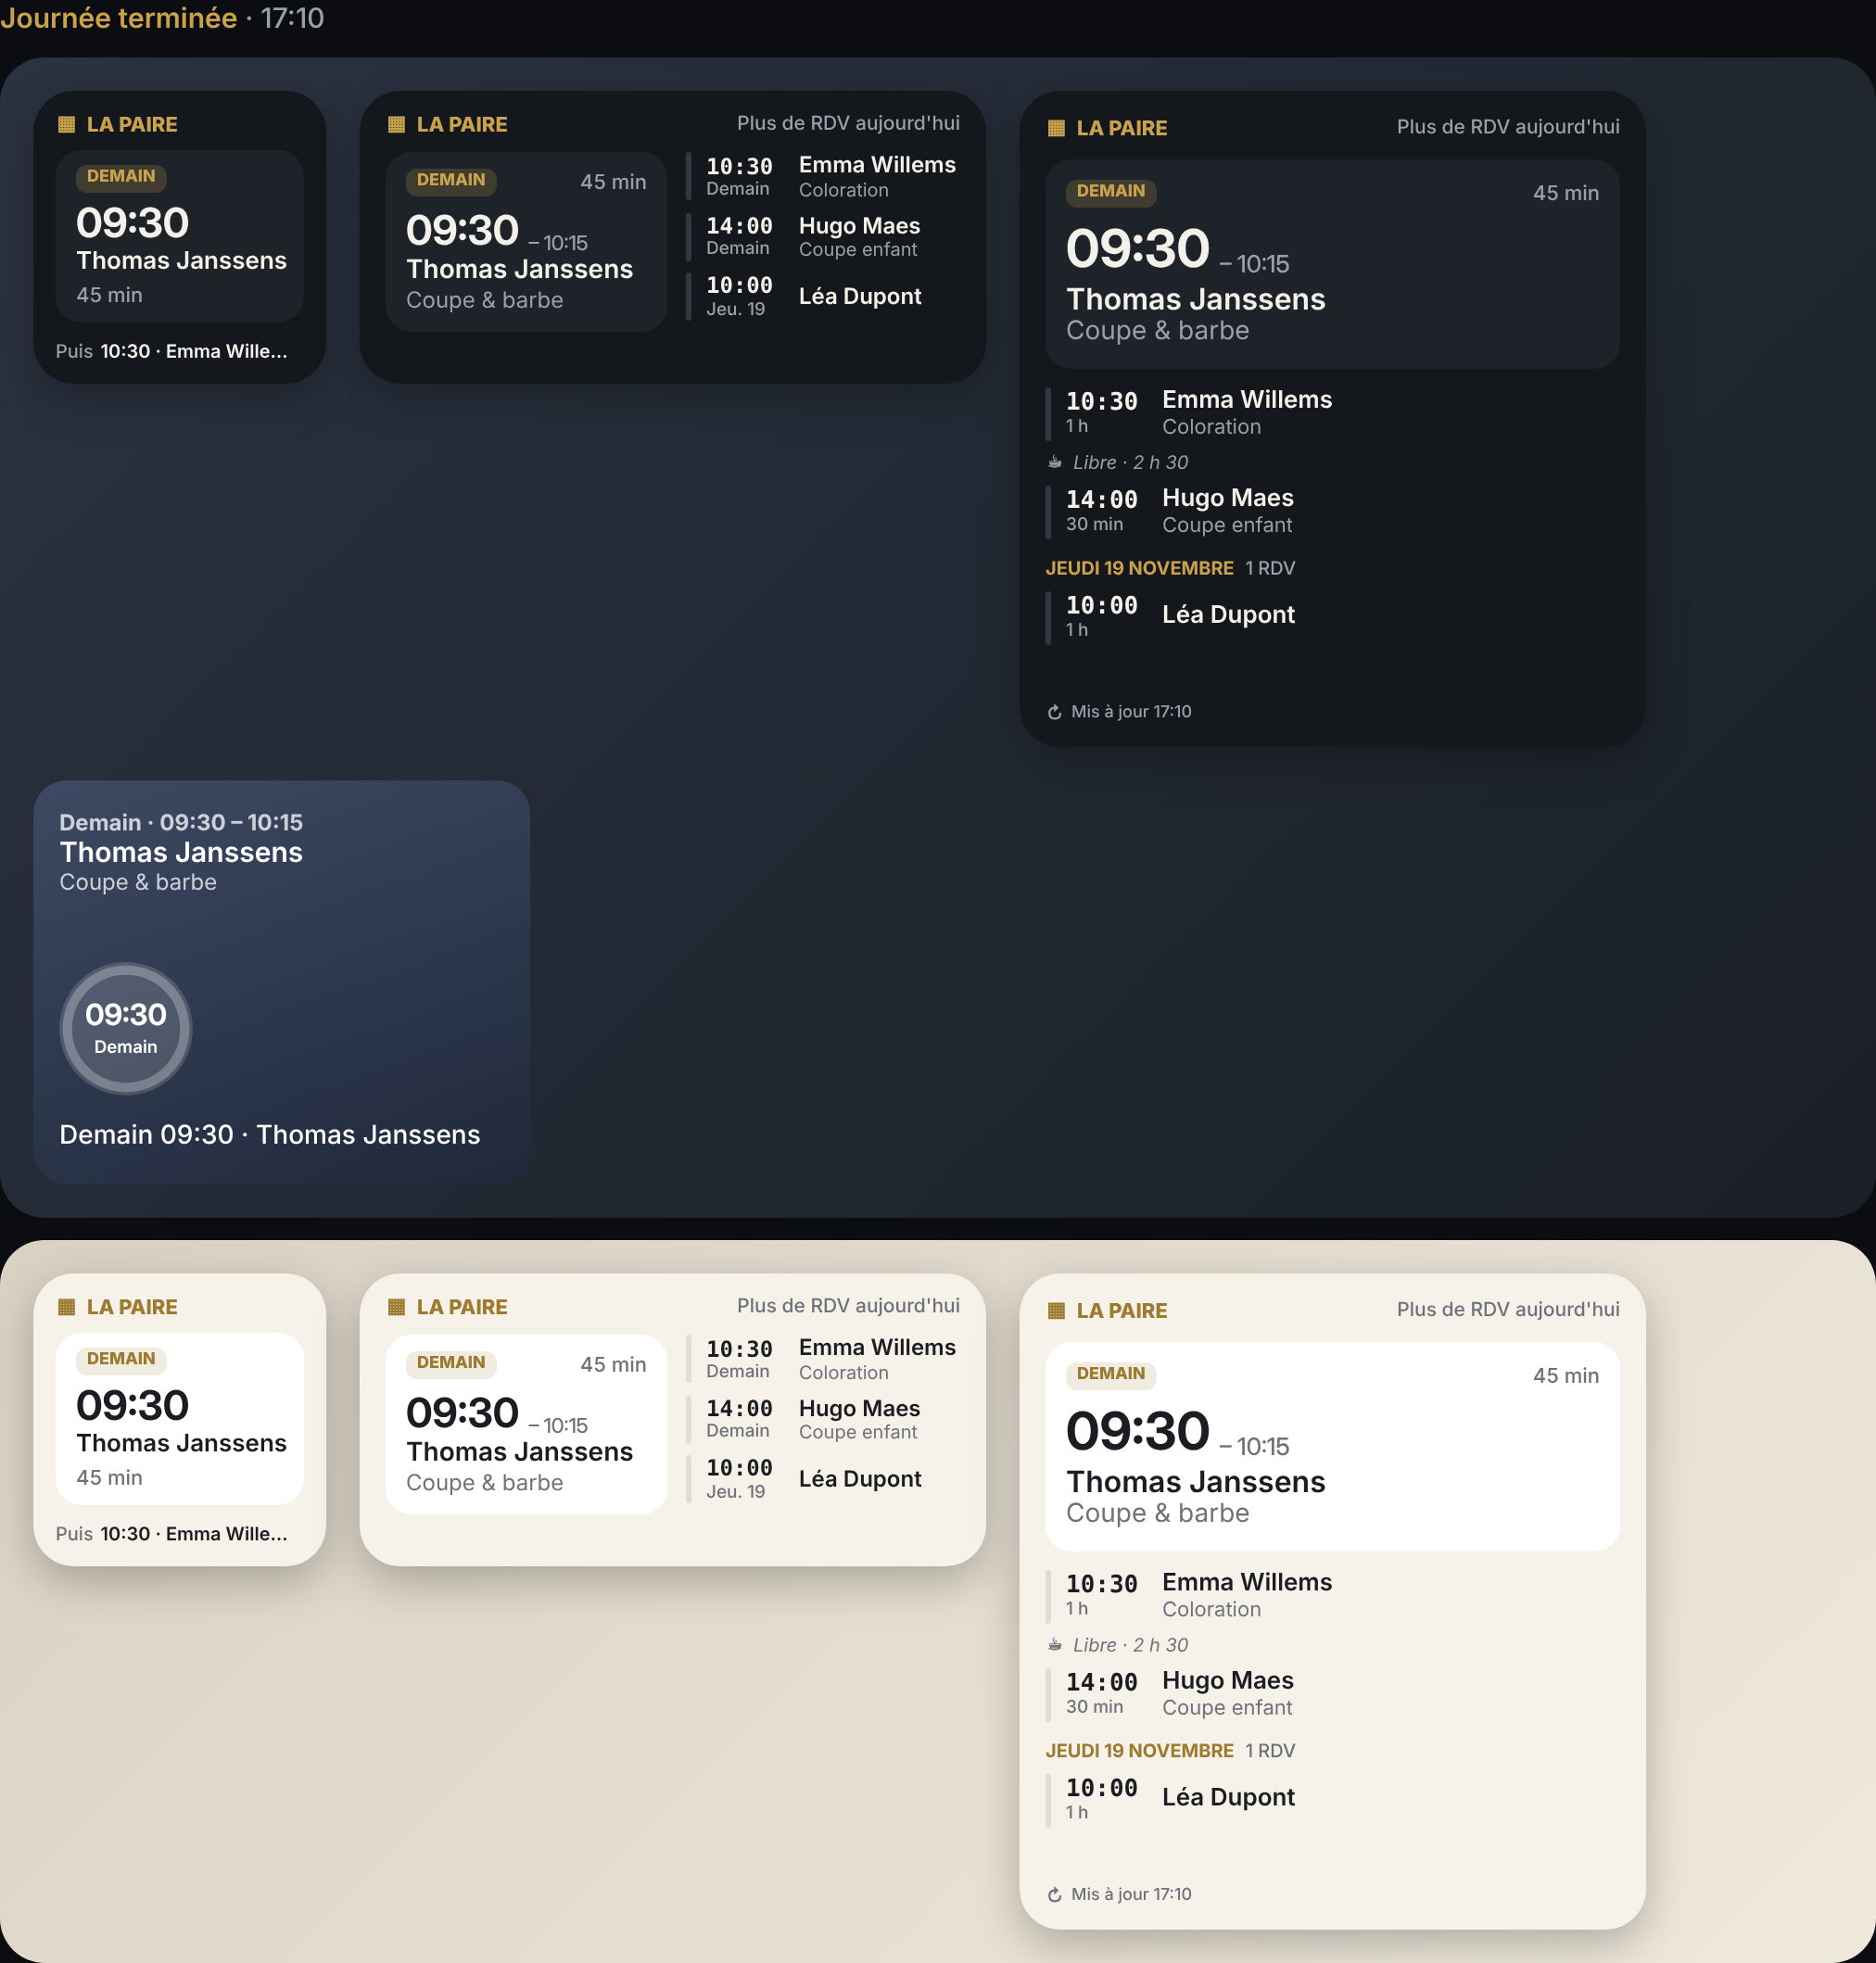 Journée terminée · 17:10
LA PAIRE
DEMAIN
09:30
Thomas Janssens
45 min
Puis 10:30 · Emma Wille...
LA PAIRE
Plus de RDV aujourd'hui
DEMAIN
45 min
09:30 – 10:15
Thomas Janssens
Coupe & barbe
10:30 Emma Willems
Demain Coloration
14:00 Hugo Maes
Demain Coupe enfant
10:00 Léa Dupont
Jeu. 19
LA PAIRE
Plus de RDV aujourd'hui
DEMAIN
45 min
09:30 – 10:15
Thomas Janssens
Coupe & barbe
10:30 Emma Willems
1 h Coloration
Libre · 2 h 30
14:00 Hugo Maes
30 min Coupe enfant
JEUDI 19 NOVEMBRE 1 RDV
10:00 Léa Dupont
1 h
Mis à jour 17:10
Demain · 09:30 – 10:15
Thomas Janssens
Coupe & barbe
09:30
Demain
Demain 09:30 · Thomas Janssens
LA PAIRE
DEMAIN
09:30
Thomas Janssens
45 min
Puis 10:30 · Emma Wille...
LA PAIRE
Plus de RDV aujourd'hui
DEMAIN
45 min
09:30 – 10:15
Thomas Janssens
Coupe & barbe
10:30 Emma Willems
Demain Coloration
14:00 Hugo Maes
Demain Coupe enfant
10:00 Léa Dupont
Jeu. 19
LA PAIRE
Plus de RDV aujourd'hui
DEMAIN
45 min
09:30 – 10:15
Thomas Janssens
Coupe & barbe
10:30 Emma Willems
1 h Coloration
Libre · 2 h 30
14:00 Hugo Maes
30 min Coupe enfant
JEUDI 19 NOVEMBRE 1 RDV
10:00 Léa Dupont
1 h
Mis à jour 17:10